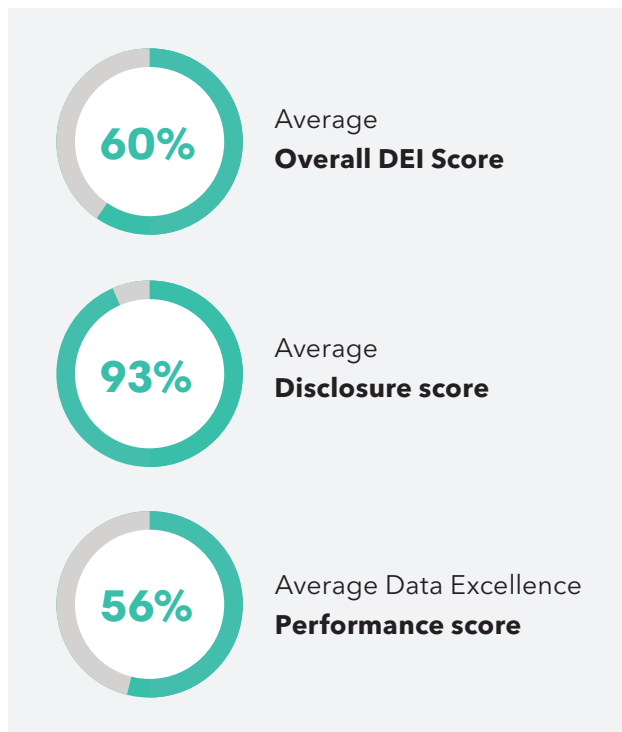 60%
Average
Overall DEI Score
93%
Average
Disclosure score
56%
Average Data Excellence
Performance score